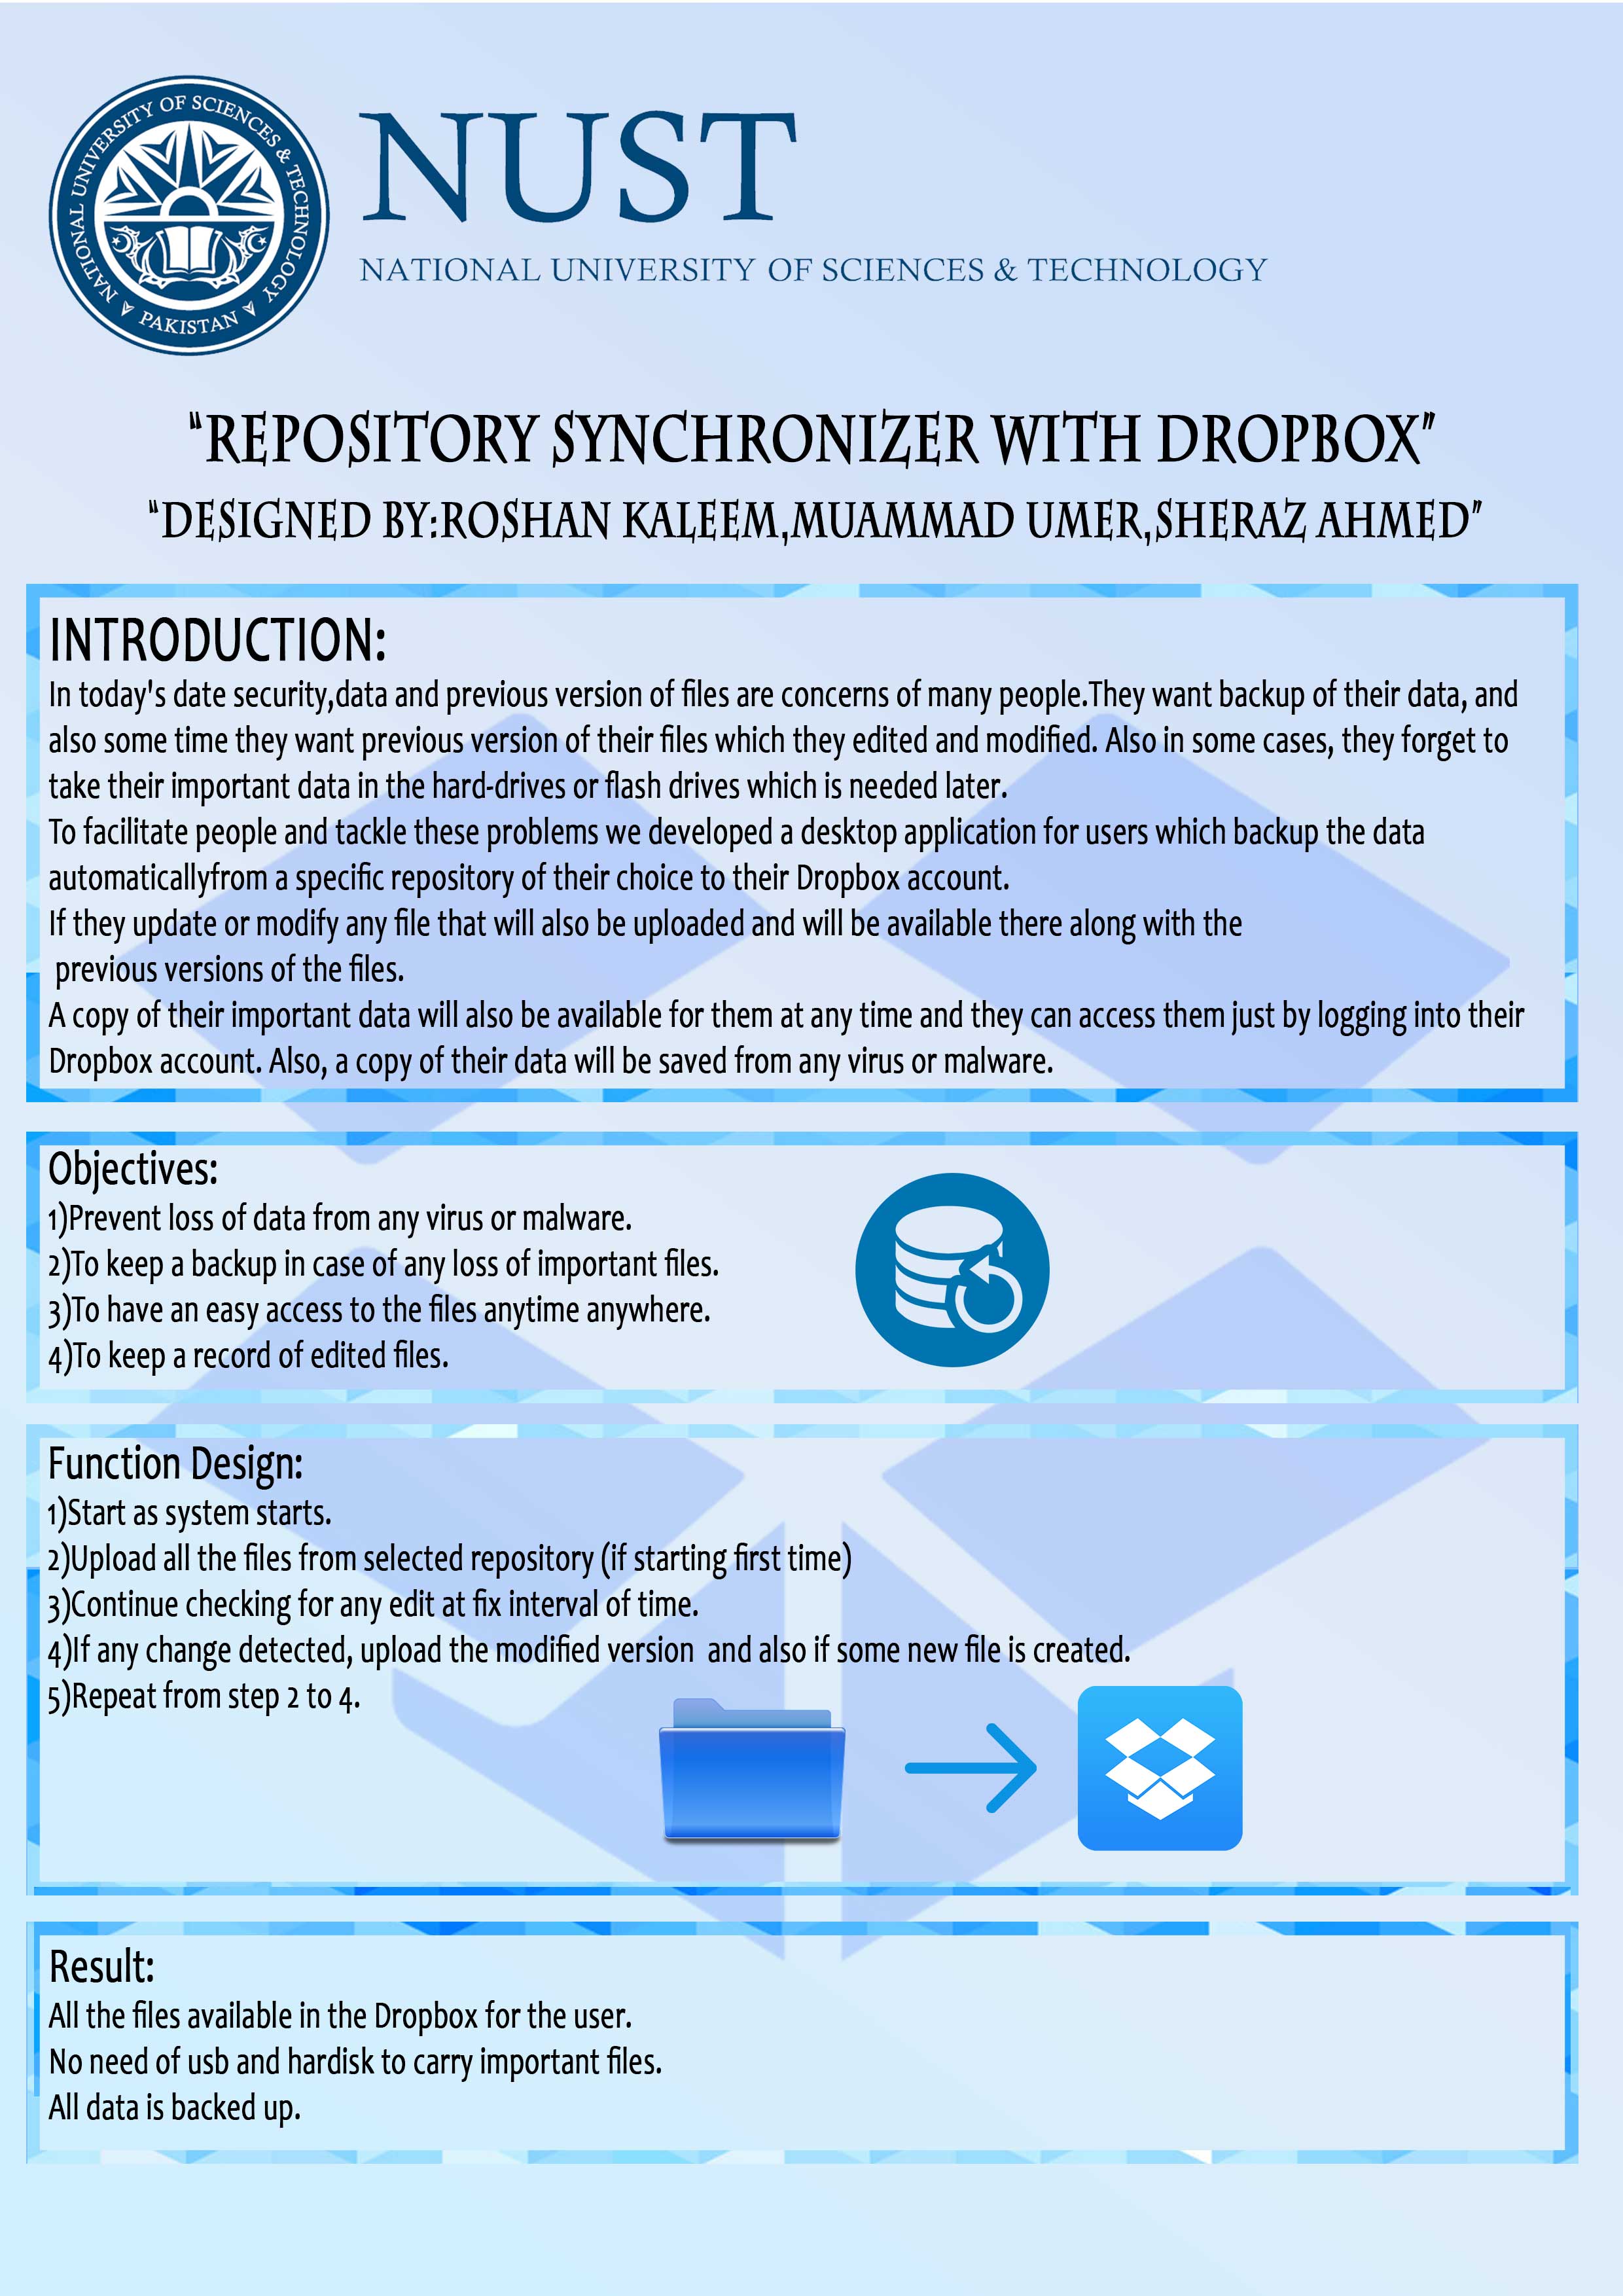 NATIONAL UNIVERSITY OF SCIENCES & TECHNOLOGY
PAKISTAN
NUST
NATIONAL UNIVERSITY OF SCIENCES & TECHNOLOGY
"REPOSITORY SYNCHRONIZER WITH DROPBOX"
"DESIGNED BY:ROSHAN KALEEM,MUAMMAD UMER,SHERAZ AHMED"
INTRODUCTION:
In today's date security,data and previous version of files are concerns of many people.They want backup of their data, and
also some time they want previous version of their files which they edited and modified. Also in some cases, they forget to
take their important data in the hard-drives or flash drives which is needed later.
To facilitate people and tackle these problems we developed a desktop application for users which backup the data
automaticallyfrom a specific repository of their choice to their Dropbox account.
If they update or modify any file that will also be uploaded and will be available there along with the
previous versions of the files.
A copy of their important data will also be available for them at any time and they can access them just by logging into their
Dropbox account. Also, a copy of their data will be saved from any virus or malware.
Objectives:
1)Prevent loss of data from any virus or malware.
2)To keep a backup in case of any loss of important files.
3)To have an easy access to the files anytime anywhere.
4)To keep a record of edited files.
Function Design:
1)Start as system starts.
2)Upload all the files from selected repository (if starting first time)
3)Continue checking for any edit at fix interval of time.
4)If any change detected, upload the modified version  and also if some new file is created.
5)Repeat from step 2 to 4.
Result:
All the files available in the Dropbox for the user.
No need of usb and hardisk to carry important files.
All data is backed up.